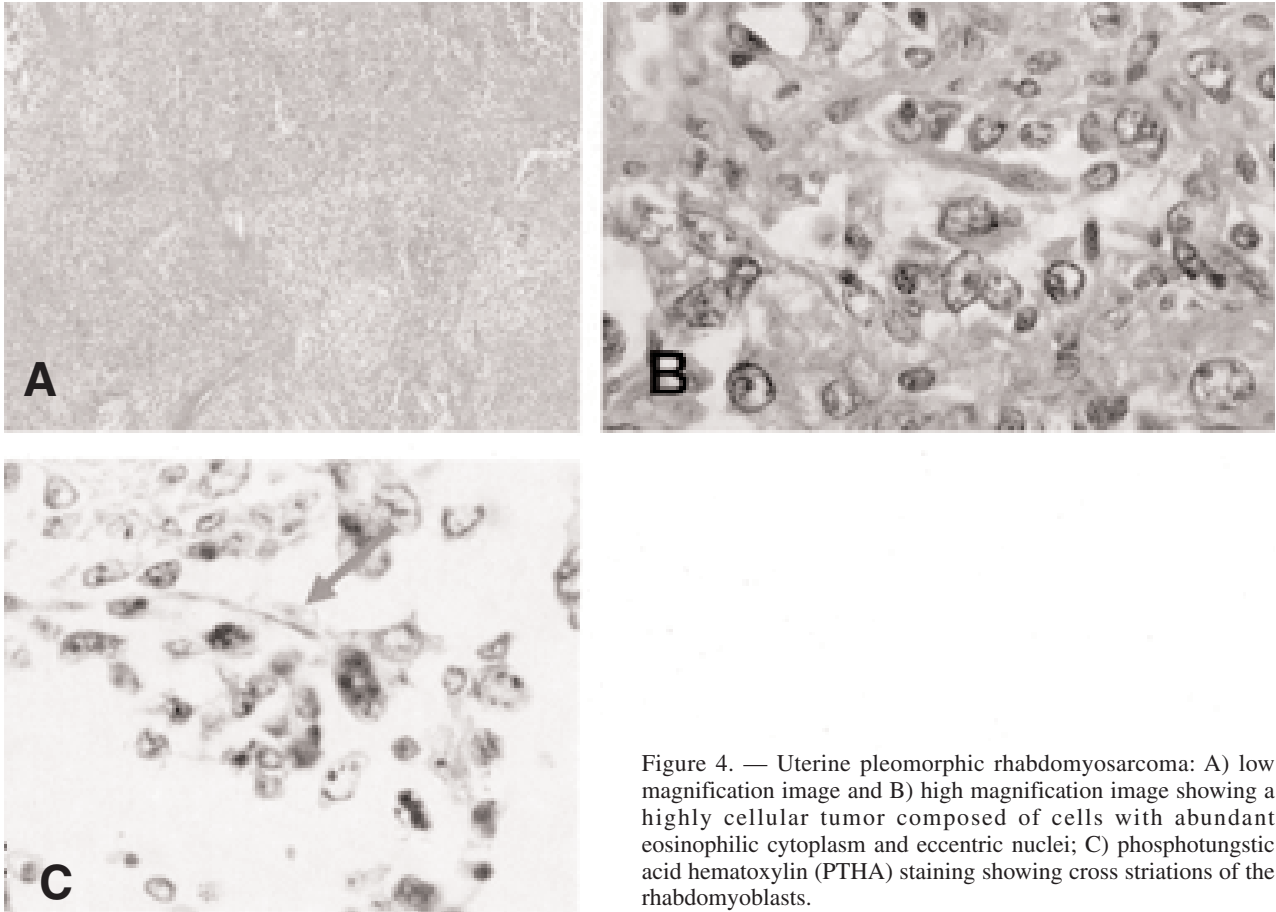 A
B
C
Figure 4. — Uterine pleomorphic rhabdomyosarcoma: A) low
magnification image and B) high magnification image showing a
highly cellular tumor composed of cells with abundant
eosinophilic cytoplasm and eccentric nuclei; C) phosphotungstic
acid hematoxylin (PTHA) staining showing cross striations of the
rhabdomyoblasts.